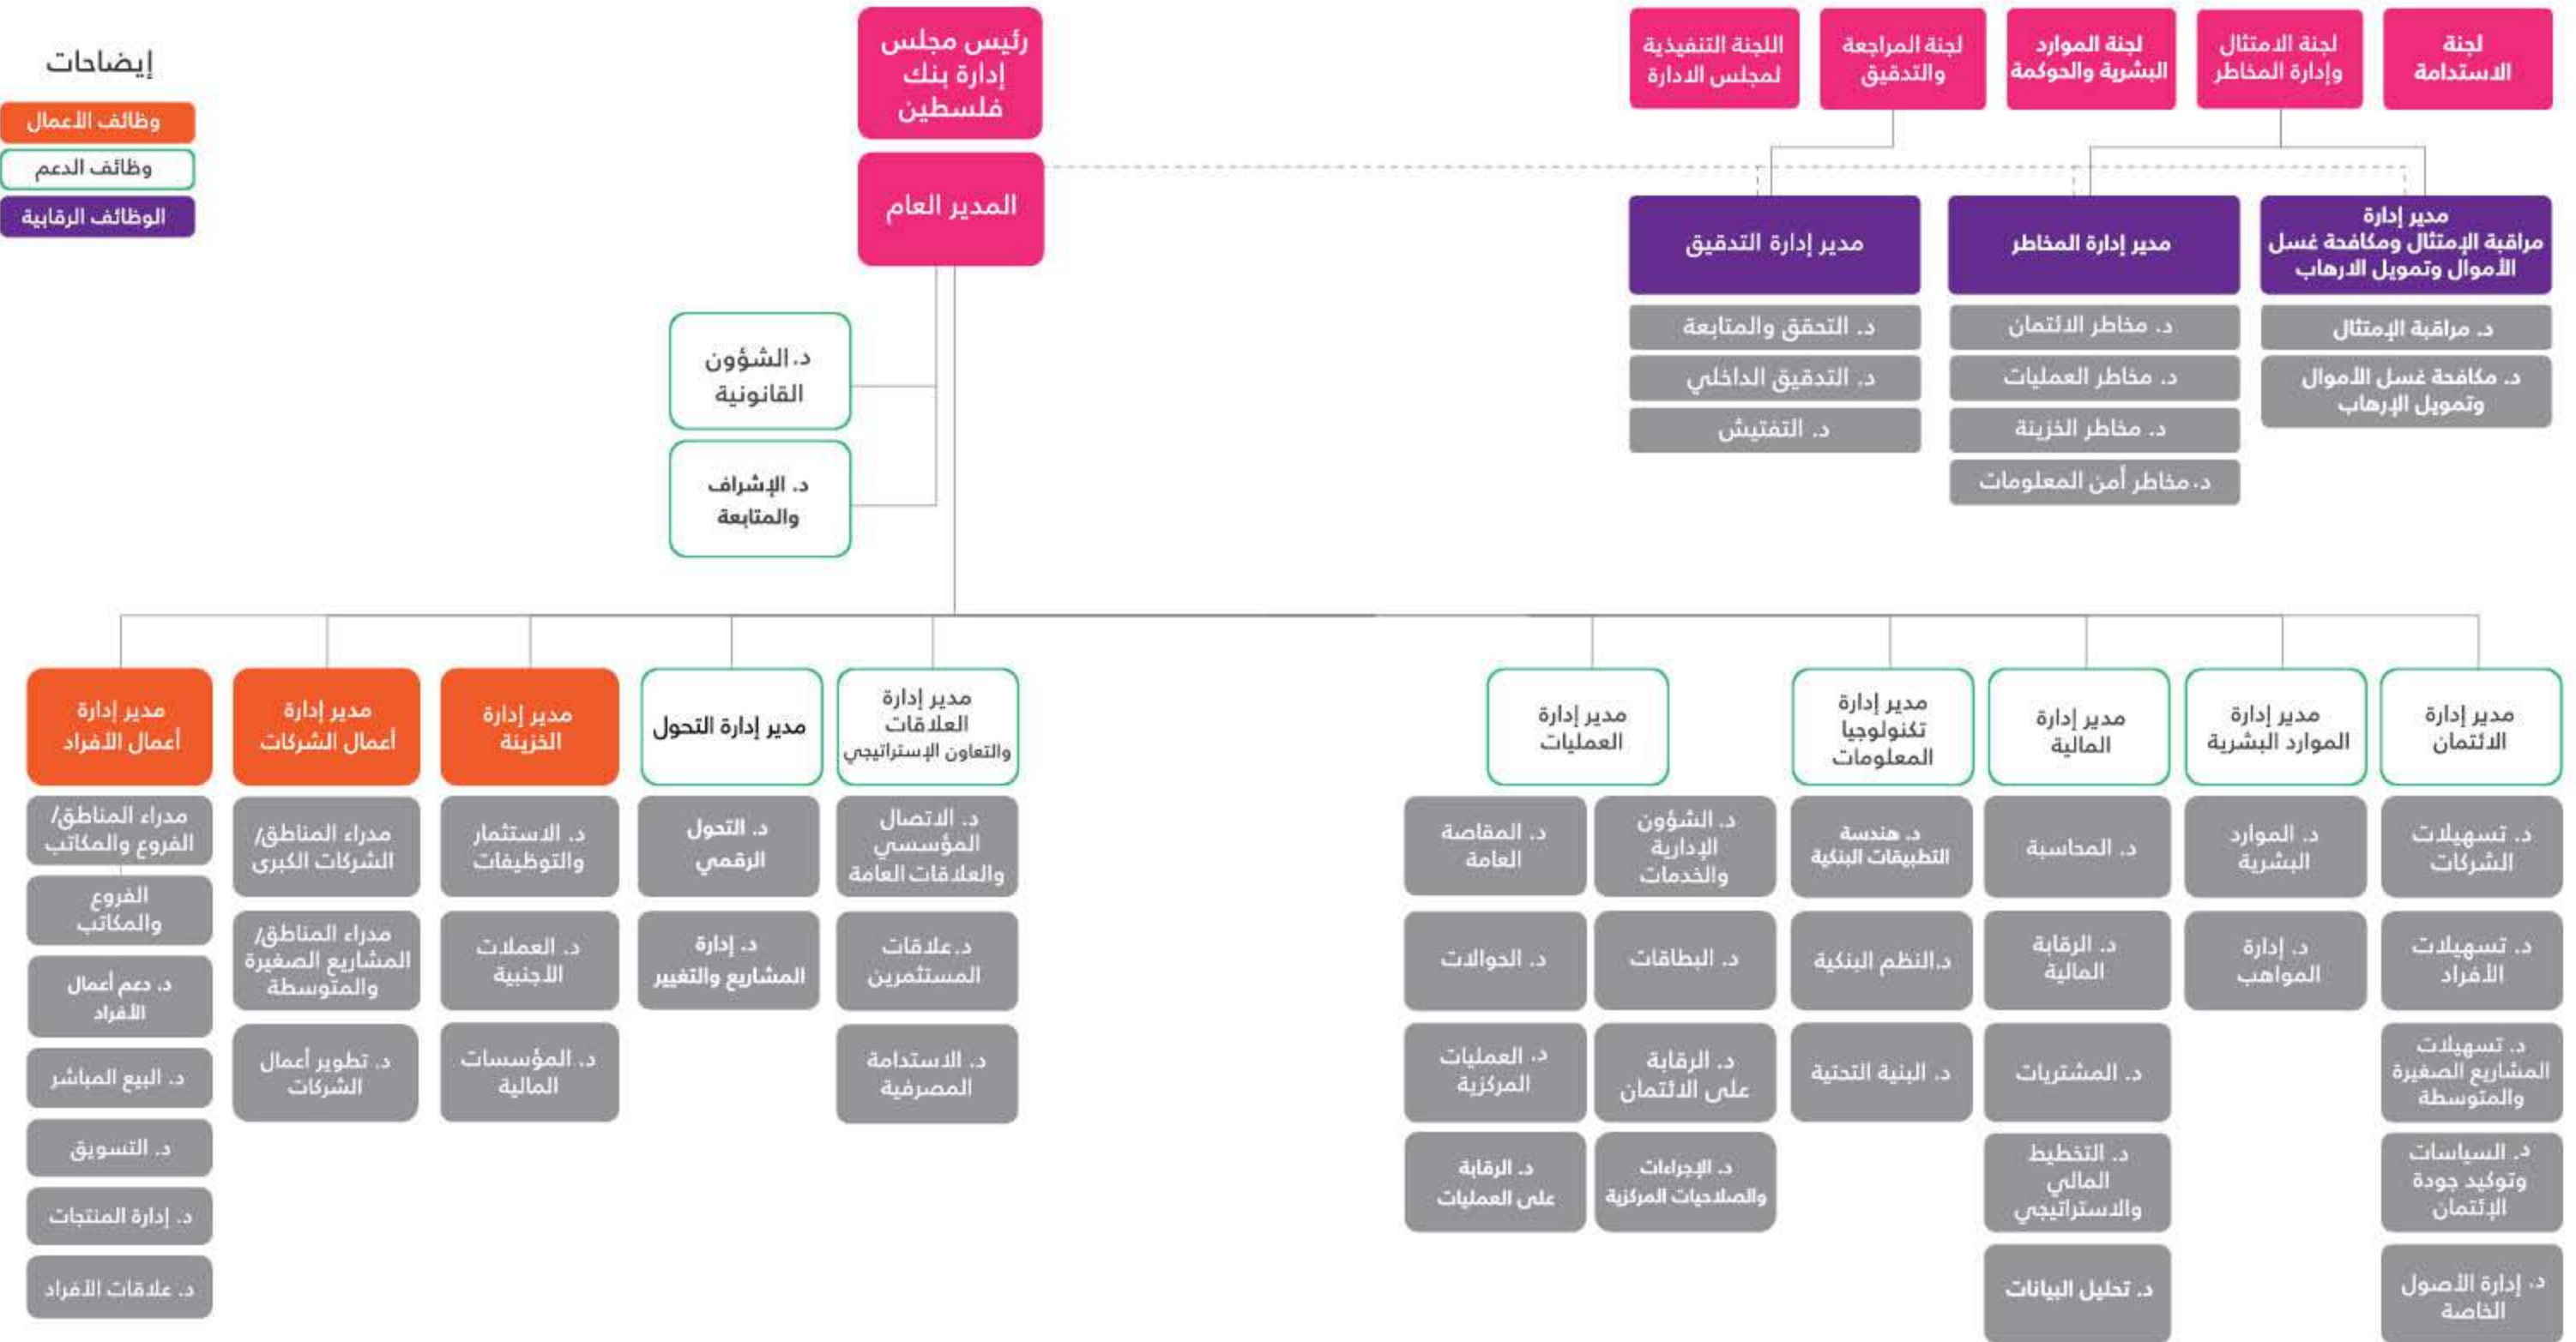 لجنة
الاستدامة
لجنة الامتثال
وإدارة المخاطر
لجنة الموارد
البشرية والحوكمة
لجنة المراجعة
والتدقيق
اللجنة التنفيذية
لمجلس الادارة
رئيس مجلس
إدارة بنك
فلسطين
المدير العام
إيضاحات
وظائف الأعمال
وظائف الدعم
الوظائف الرقابية
مدير إدارة
مراقبة الإمتثال ومكافحة غسل
الأموال وتمويل الارهاب
د. مراقبة الإمتثال
د. مكافحة غسل الأموال
وتمويل الإرهاب
مدير إدارة المخاطر
د. مخاطر الائتمان
د. مخاطر العمليات
د. مخاطر الخزينة
د. مخاطر أمن المعلومات
مدير إدارة التدقيق
د. التحقق والمتابعة
د. التدقيق الداخلي
د. التفتيش
د. الشؤون
القانونية
د. الإشراف
والمتابعة
مدير إدارة
الائتمان
د. تسهيلات
الشركات
د. تسهيلات
الأفراد
د. تسهيلات
المشاريع الصغيرة
والمتوسطة
د. السياسات
وتوكيد جودة
الإئتمان
د. إدارة الأصول
الخاصة
مدير إدارة
الموارد البشرية
د. الموارد
البشرية
د. إدارة
المواهب
مدير إدارة
المالية
د. المحاسبة
د. الرقابة
المالية
د. المشتريات
د. التخطيط
المالي
والاستراتيجي
د. تحليل البيانات
مدير إدارة
تكنولوجيا
المعلومات
د. هندسة
التطبيقات البنكية
د.النظم البنكية
د. البنية التحتية
مدير إدارة
العمليات
د. الشؤون
الإدارية
والخدمات
د. البطاقات
د. الرقابة
على الائتمان
د. الإجراءات
والصلاحيات المركزية
د. المقاصة
العامة
د. الحوالات
د. العمليات
المركزية
د. الرقابة
على العمليات
مدير إدارة
العلاقات
والتعاون الإستراتيجي
د. الاتصال
المؤسسي
والعلاقات العامة
د.علاقات
المستثمرين
د. الاستدامة
المصرفية
مدير إدارة التحول
د. التحول
الرقمي
د. إدارة
المشاريع والتغيير
مدير إدارة
الخزينة
د. الاستثمار
والتوظيفات
د. العملات
الأجنبية
د. المؤسسات
المالية
مدير إدارة
أعمال الشركات
مدراء المناطق/
الشركات الكبرى
مدراء المناطق/
المشاريع الصغيرة
والمتوسطة
د. تطوير أعمال
الشركات
مدير إدارة
أعمال الأفراد
مدراء المناطق/
الفروع والمكاتب
الفروع
والمكاتب
د. دعم أعمال
الأفراد
د. البيع المباشر
د. التسويق
د. إدارة المنتجات
د. علاقات الأفراد